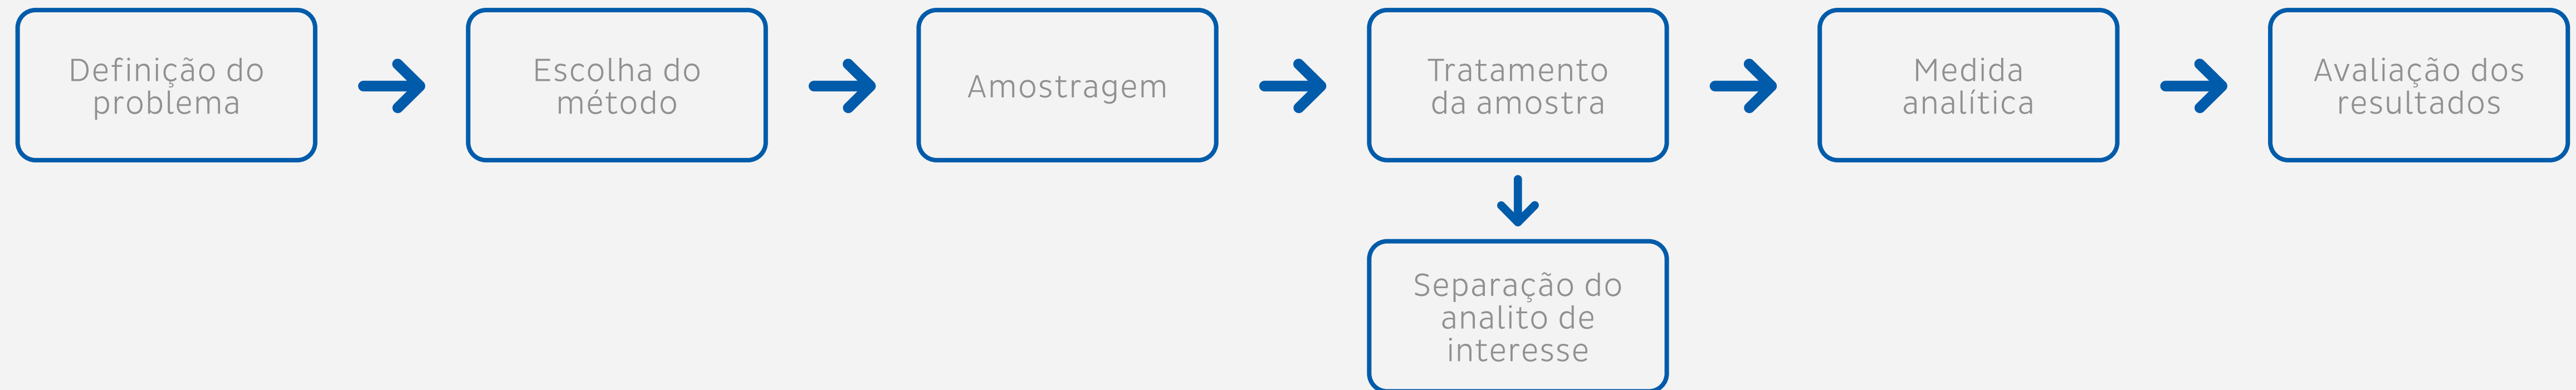 Definição do
problema
Escolha do
método
Amostragem
Tratamento
da amostra
Medida
analítica
Avaliação dos
resultados
Separação do
analito de
interesse